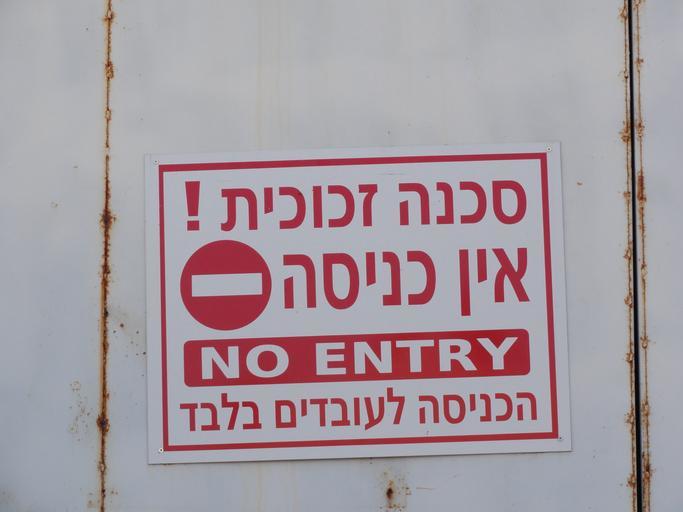 סכנה זכוכית !
אין כניסה
NO ENTRY
הכניסה לעובדים בלבד